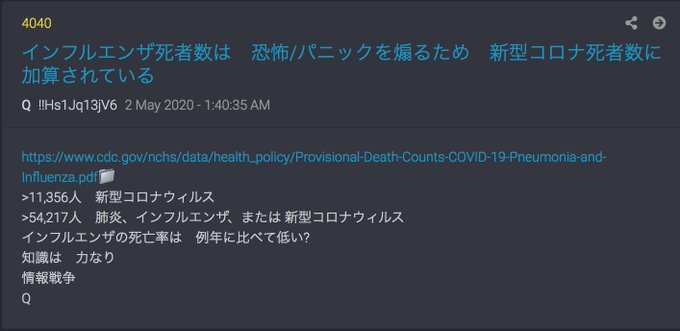 4040
インフルエンザ死者数は　恐怖/パニックを煽るため　新型コロナ死者数に
加算されている
Q !!Hs1Jq13jV6 2 May 2020 - 1:40:35 AM
https://www.cdc.gov/nchs/data/health_policy/Provisional-Death-Counts-COVID-19-Pneumonia-and-
Influenza.pdf
>11,356人　新型コロナウィルス
>54,217人　肺炎、インフルエンザ、または 新型コロナウィルス
インフルエンザの死亡率は　例年に比べて低い?
知識は　力なり
情報戦争
Q